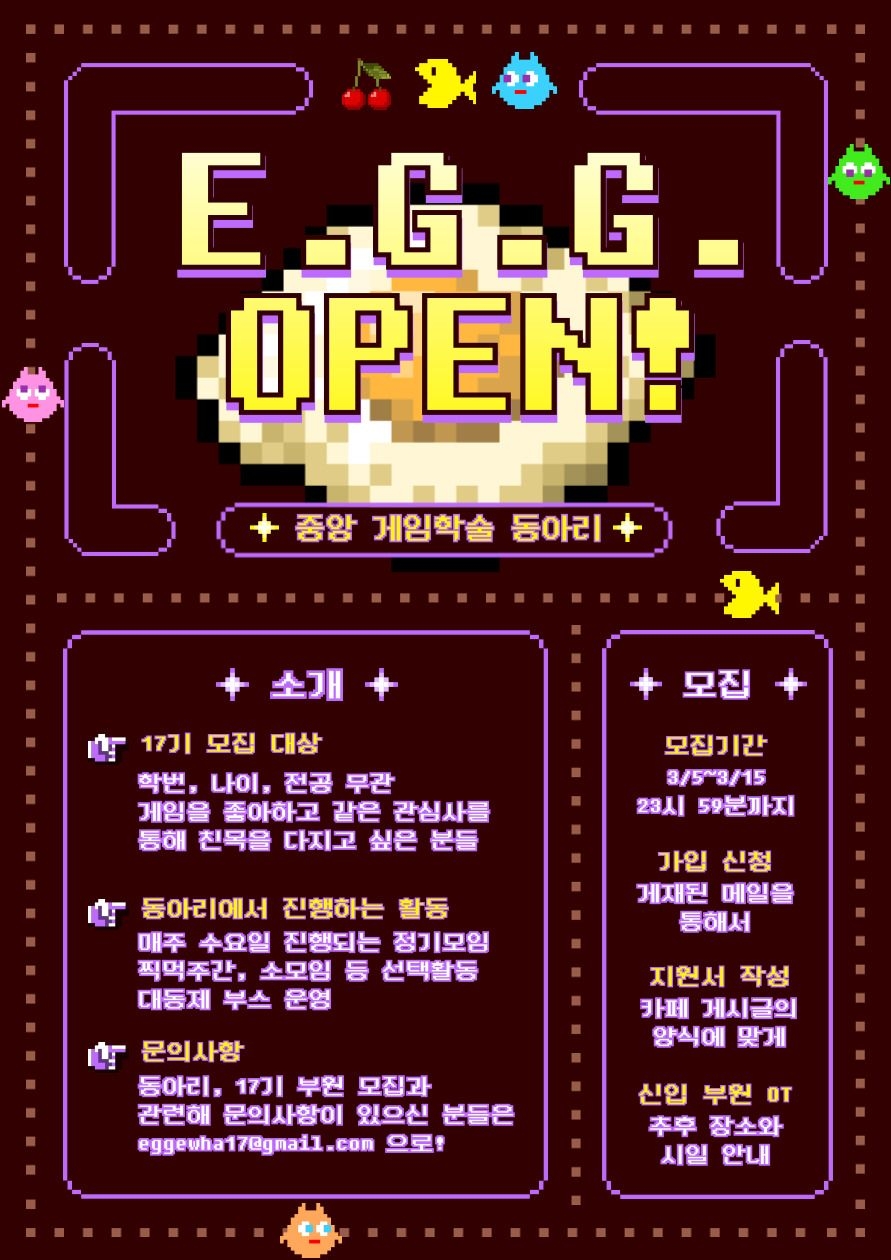 E.G.G.
OPEN!
중앙 게임학술 동아리
소개
17기 모집 대상
학번, 나이, 전공 무관
게임을 좋아하고 같은 관심사를
통해 친목을 다지고 싶은 분들
동아리에서 진행하는 활동
매주 수요일 진행되는 정기모임
찍먹주간, 소모임 등 선택활동
대동제 부스 운영
문의사항
동아리, 17기 부원 모집과
관련해 문의사항이 있으신 분들은
eggewha17@gmail.com 으로!
모집
모집기간
3/5~3/15
23시 59분까지
가입 신청
게재된 메일을
통해서
지원서 작성
카페 게시글의
양식에 맞게
신입 부원 OT
추후 장소와
시일 안내